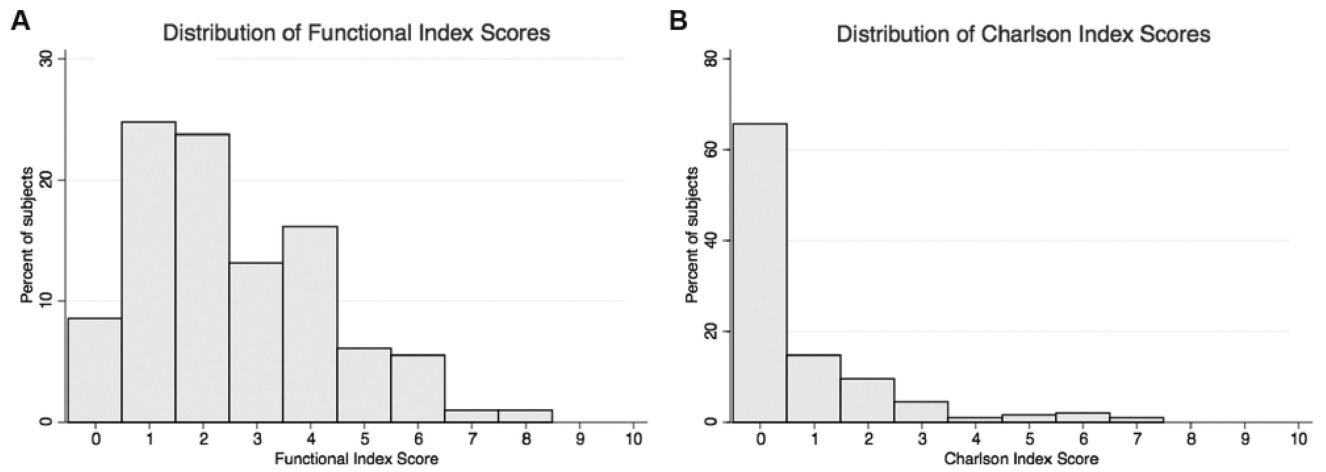 A
Distribution of Functional Index Scores
Percent of subjects
30
20
10
0
0 1 2 3 4 5 6 7 8 9 10
Functional Index Score
B
Distribution of Charlson Index Scores
Percent of subjects
80
60
40
20
0
0 1 2 3 4 5 6 7 8 9 10
Charlson Index Score